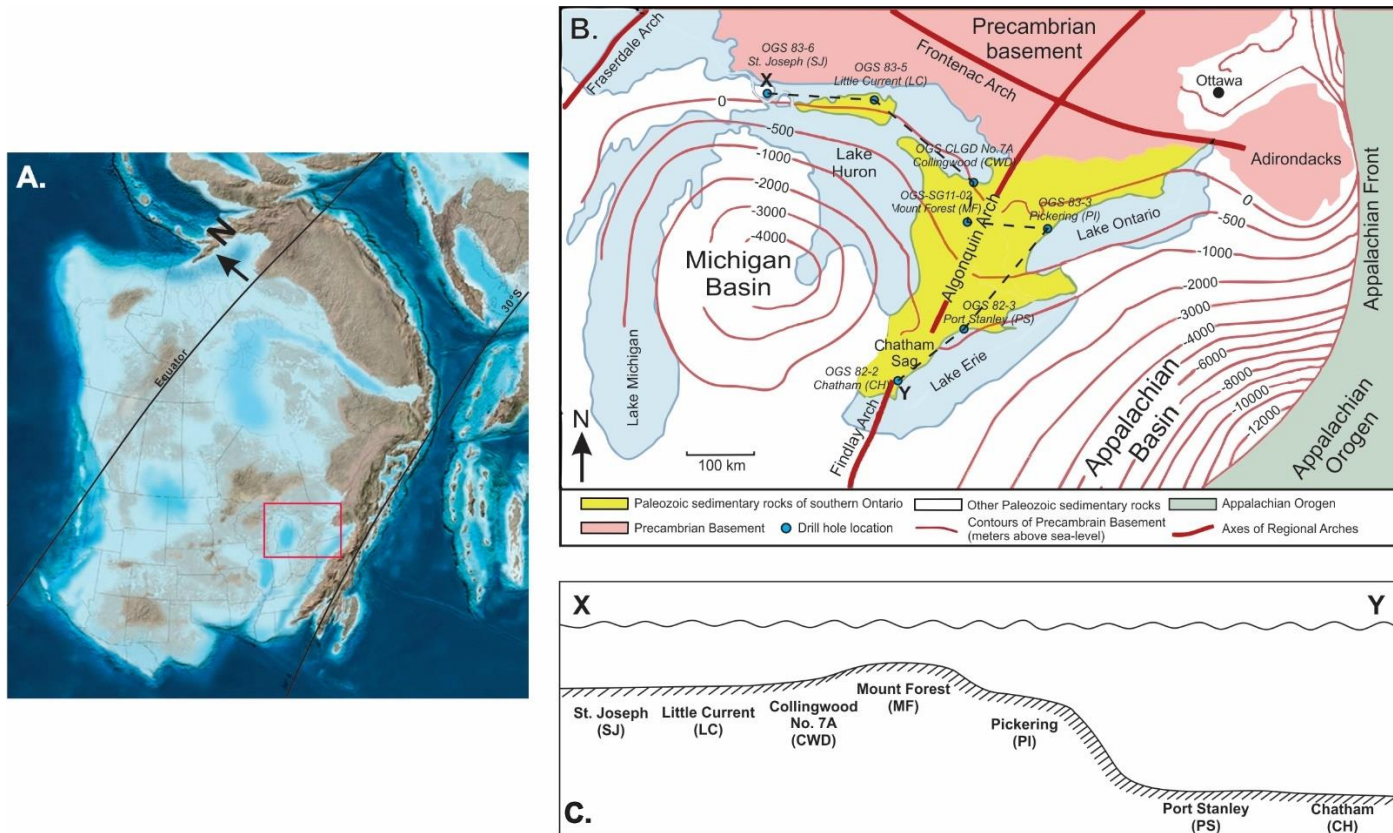 A.
N
Equator
30°S
B.
Fraserdale Arch
OGS 83-6
St. Joseph (SJ)
X
OGS 83-5
Little Current (LC)
Frontenac Arch
Precambrian
basement
Ottawa
Adirondacks
Appalachian Front
0
-500
-1000
-2000
-3000
-4000
Michigan
Basin
Lake
Huron
Lake Michigan
OGS-CLGD No.7A
Collingwood (CWD)
OGS-SG11-02
Mount Forest (MF)
OGS 83-3
Pickering (PI)
Algonquin Arch
Lake Ontario
0
-500
-1000
-2000
-3000
-4000
-6000
-8000
-10000
-12000
OGS 82-3
Port Stanley (PS)
Chatham
Sag
OGS 82-2
Chatham (CH)
Y
Lake Erie
Findlay Arch
Appalachian
Basin
Appalachian
Orogen
N
100 km
Paleozoic sedimentary rocks of southern Ontario
Other Paleozoic sedimentary rocks
Appalachian Orogen
Precambrian Basement
Drill hole location
Contours of Precambrain Basement
(meters above sea-level)
Axes of Regional Arches
X
Y
St. Joseph
(SJ)
Little Current
(LC)
Collingwood
No. 7A
(CWD)
Mount Forest
(MF)
Pickering
(PI)
Port Stanley
(PS)
Chatham
(CH)
C.